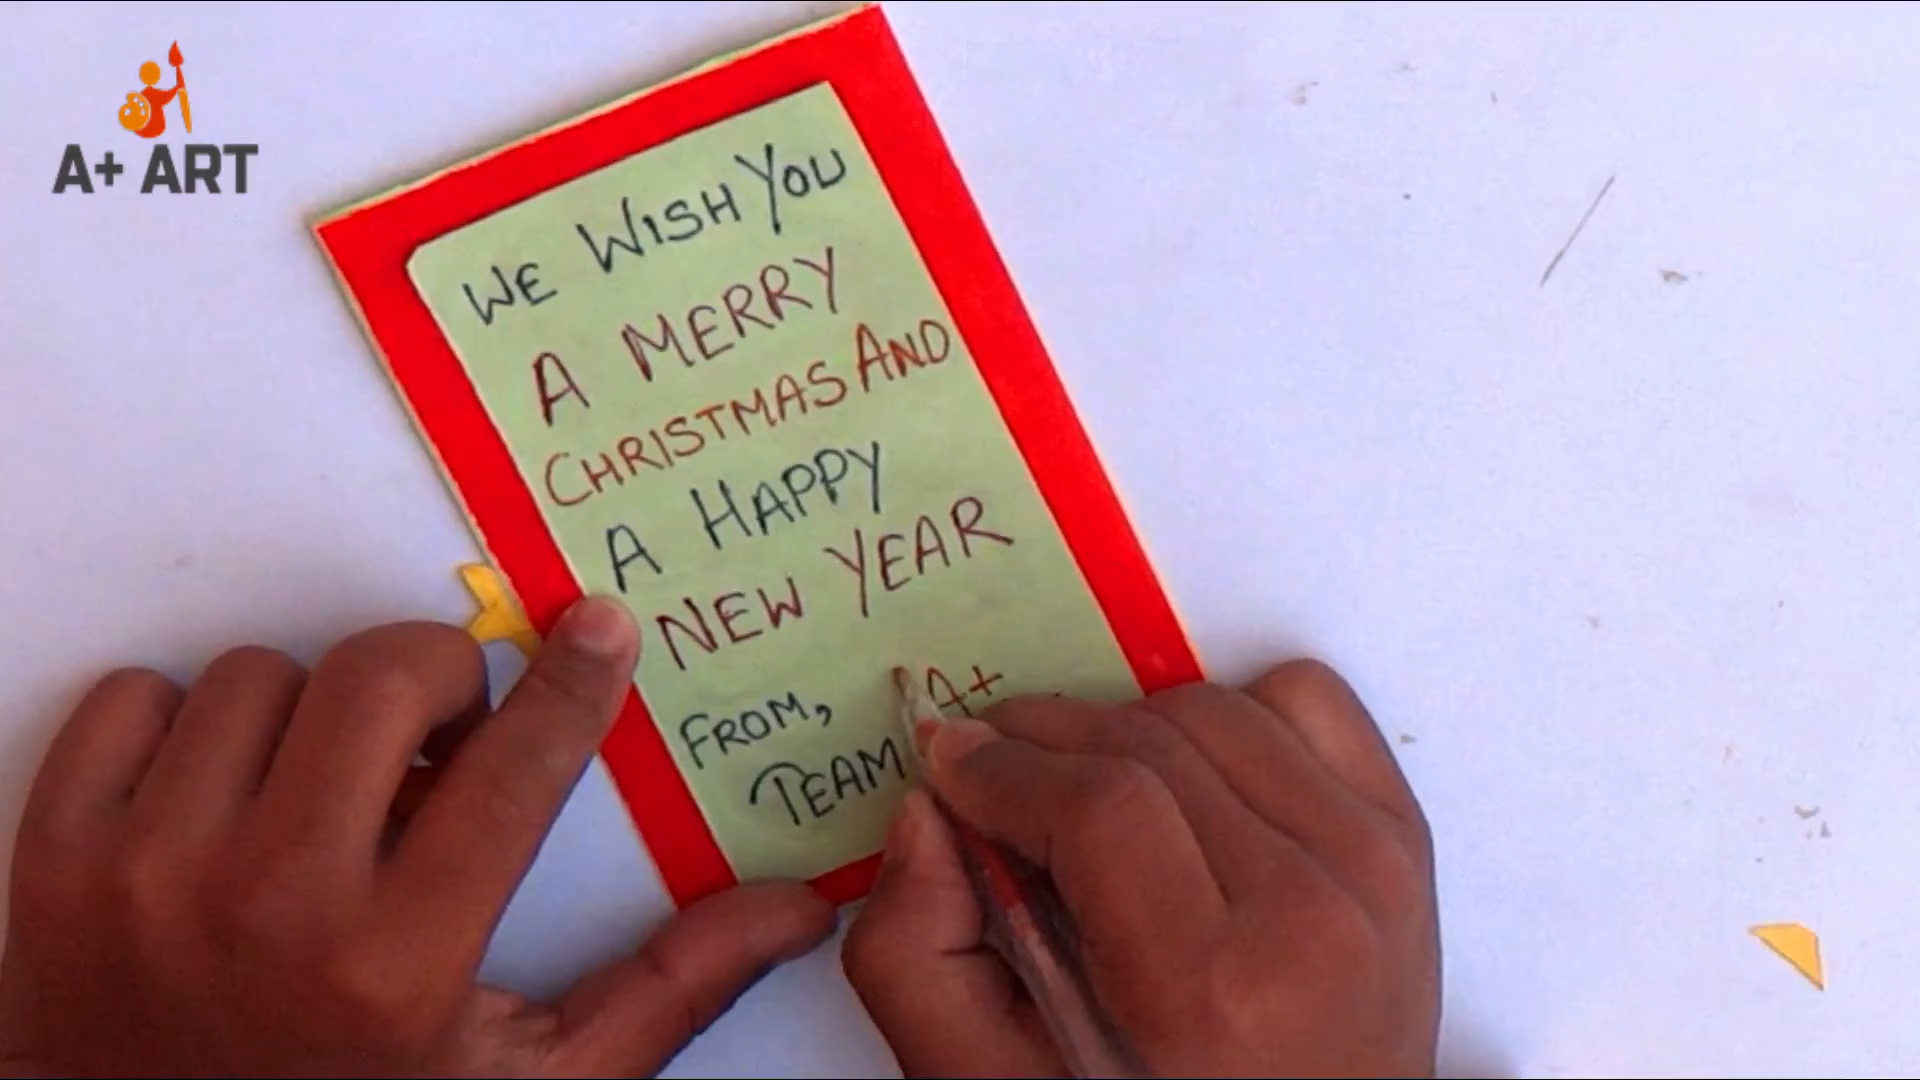 A+ ART
WE WISH YOU
A MERRY
CHRISTMAS AND
A HAPPY
NEW YEAR
FROM,
TEAM A+